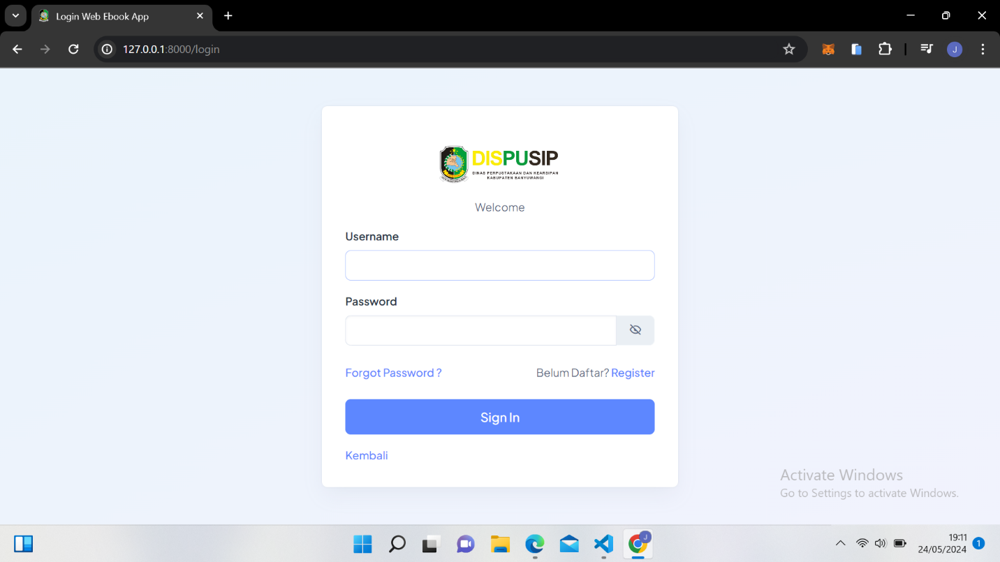 Login Web Ebook App
127.0.0.1:8000/login
J
DISPUSIP
DINAS PERPUSTAKAAN DAN KEARSIPAN
KABUPATEN BANYUWANGI
Welcome
Username
Password
Forgot Password ?
Belum Daftar? Register
Sign In
Kembali
Activate Windows
Go to Settings to activate Windows.
J
19:11
24/05/2024
1